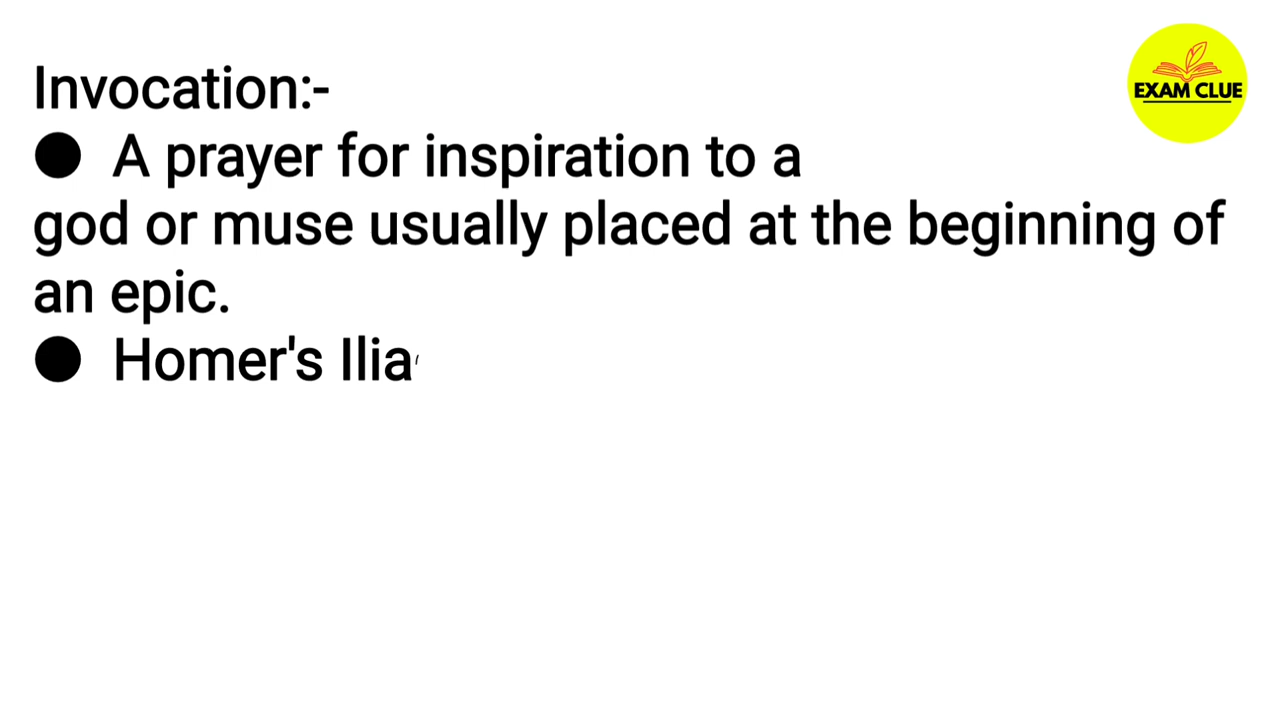 Invocation:-
● A prayer for inspiration to a
god or muse usually placed at the beginning of
an epic.
● Homer's Ilia
EXAM CLUE